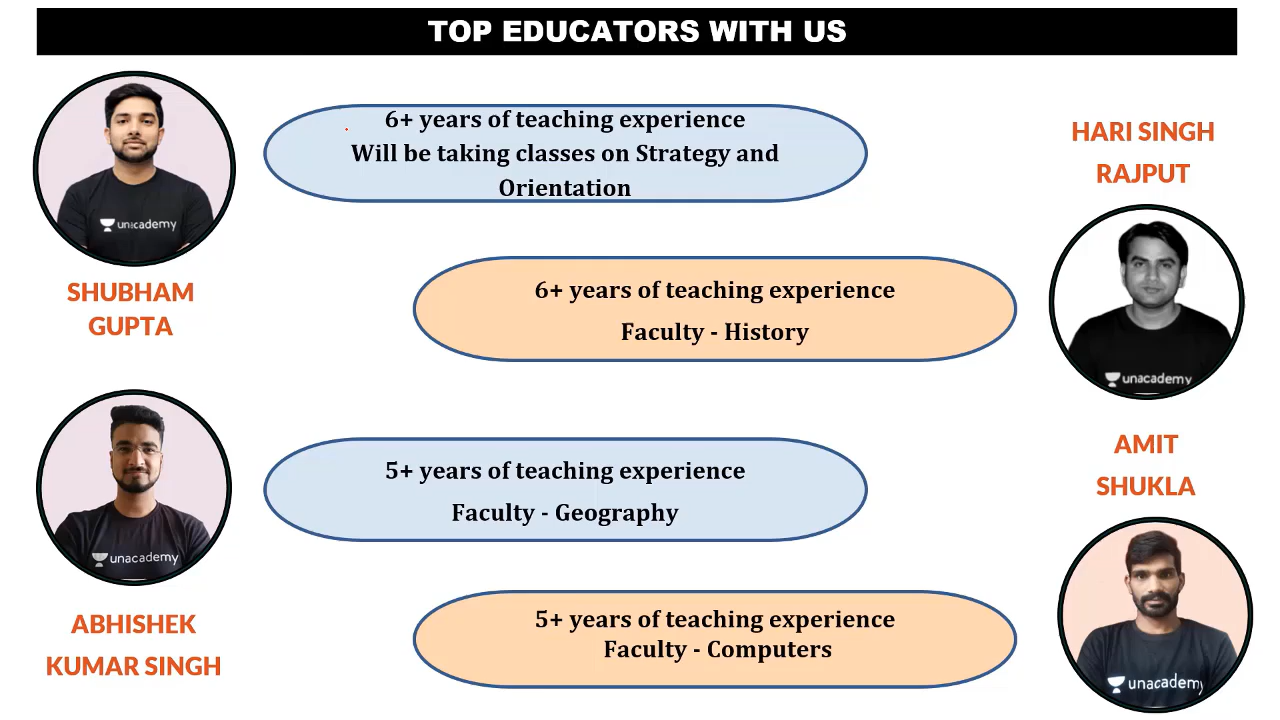 TOP EDUCATORS WITH US
unacademy
SHUBHAM
GUPTA
6+ years of teaching experience
Will be taking classes on Strategy and
Orientation
HARI SINGH
RAJPUT
6+ years of teaching experience
Faculty - History
unacademy
unacademy
ABHISHEK
KUMAR SINGH
5+ years of teaching experience
Faculty - Geography
AMIT
SHUKLA
5+ years of teaching experience
Faculty - Computers
unacademy